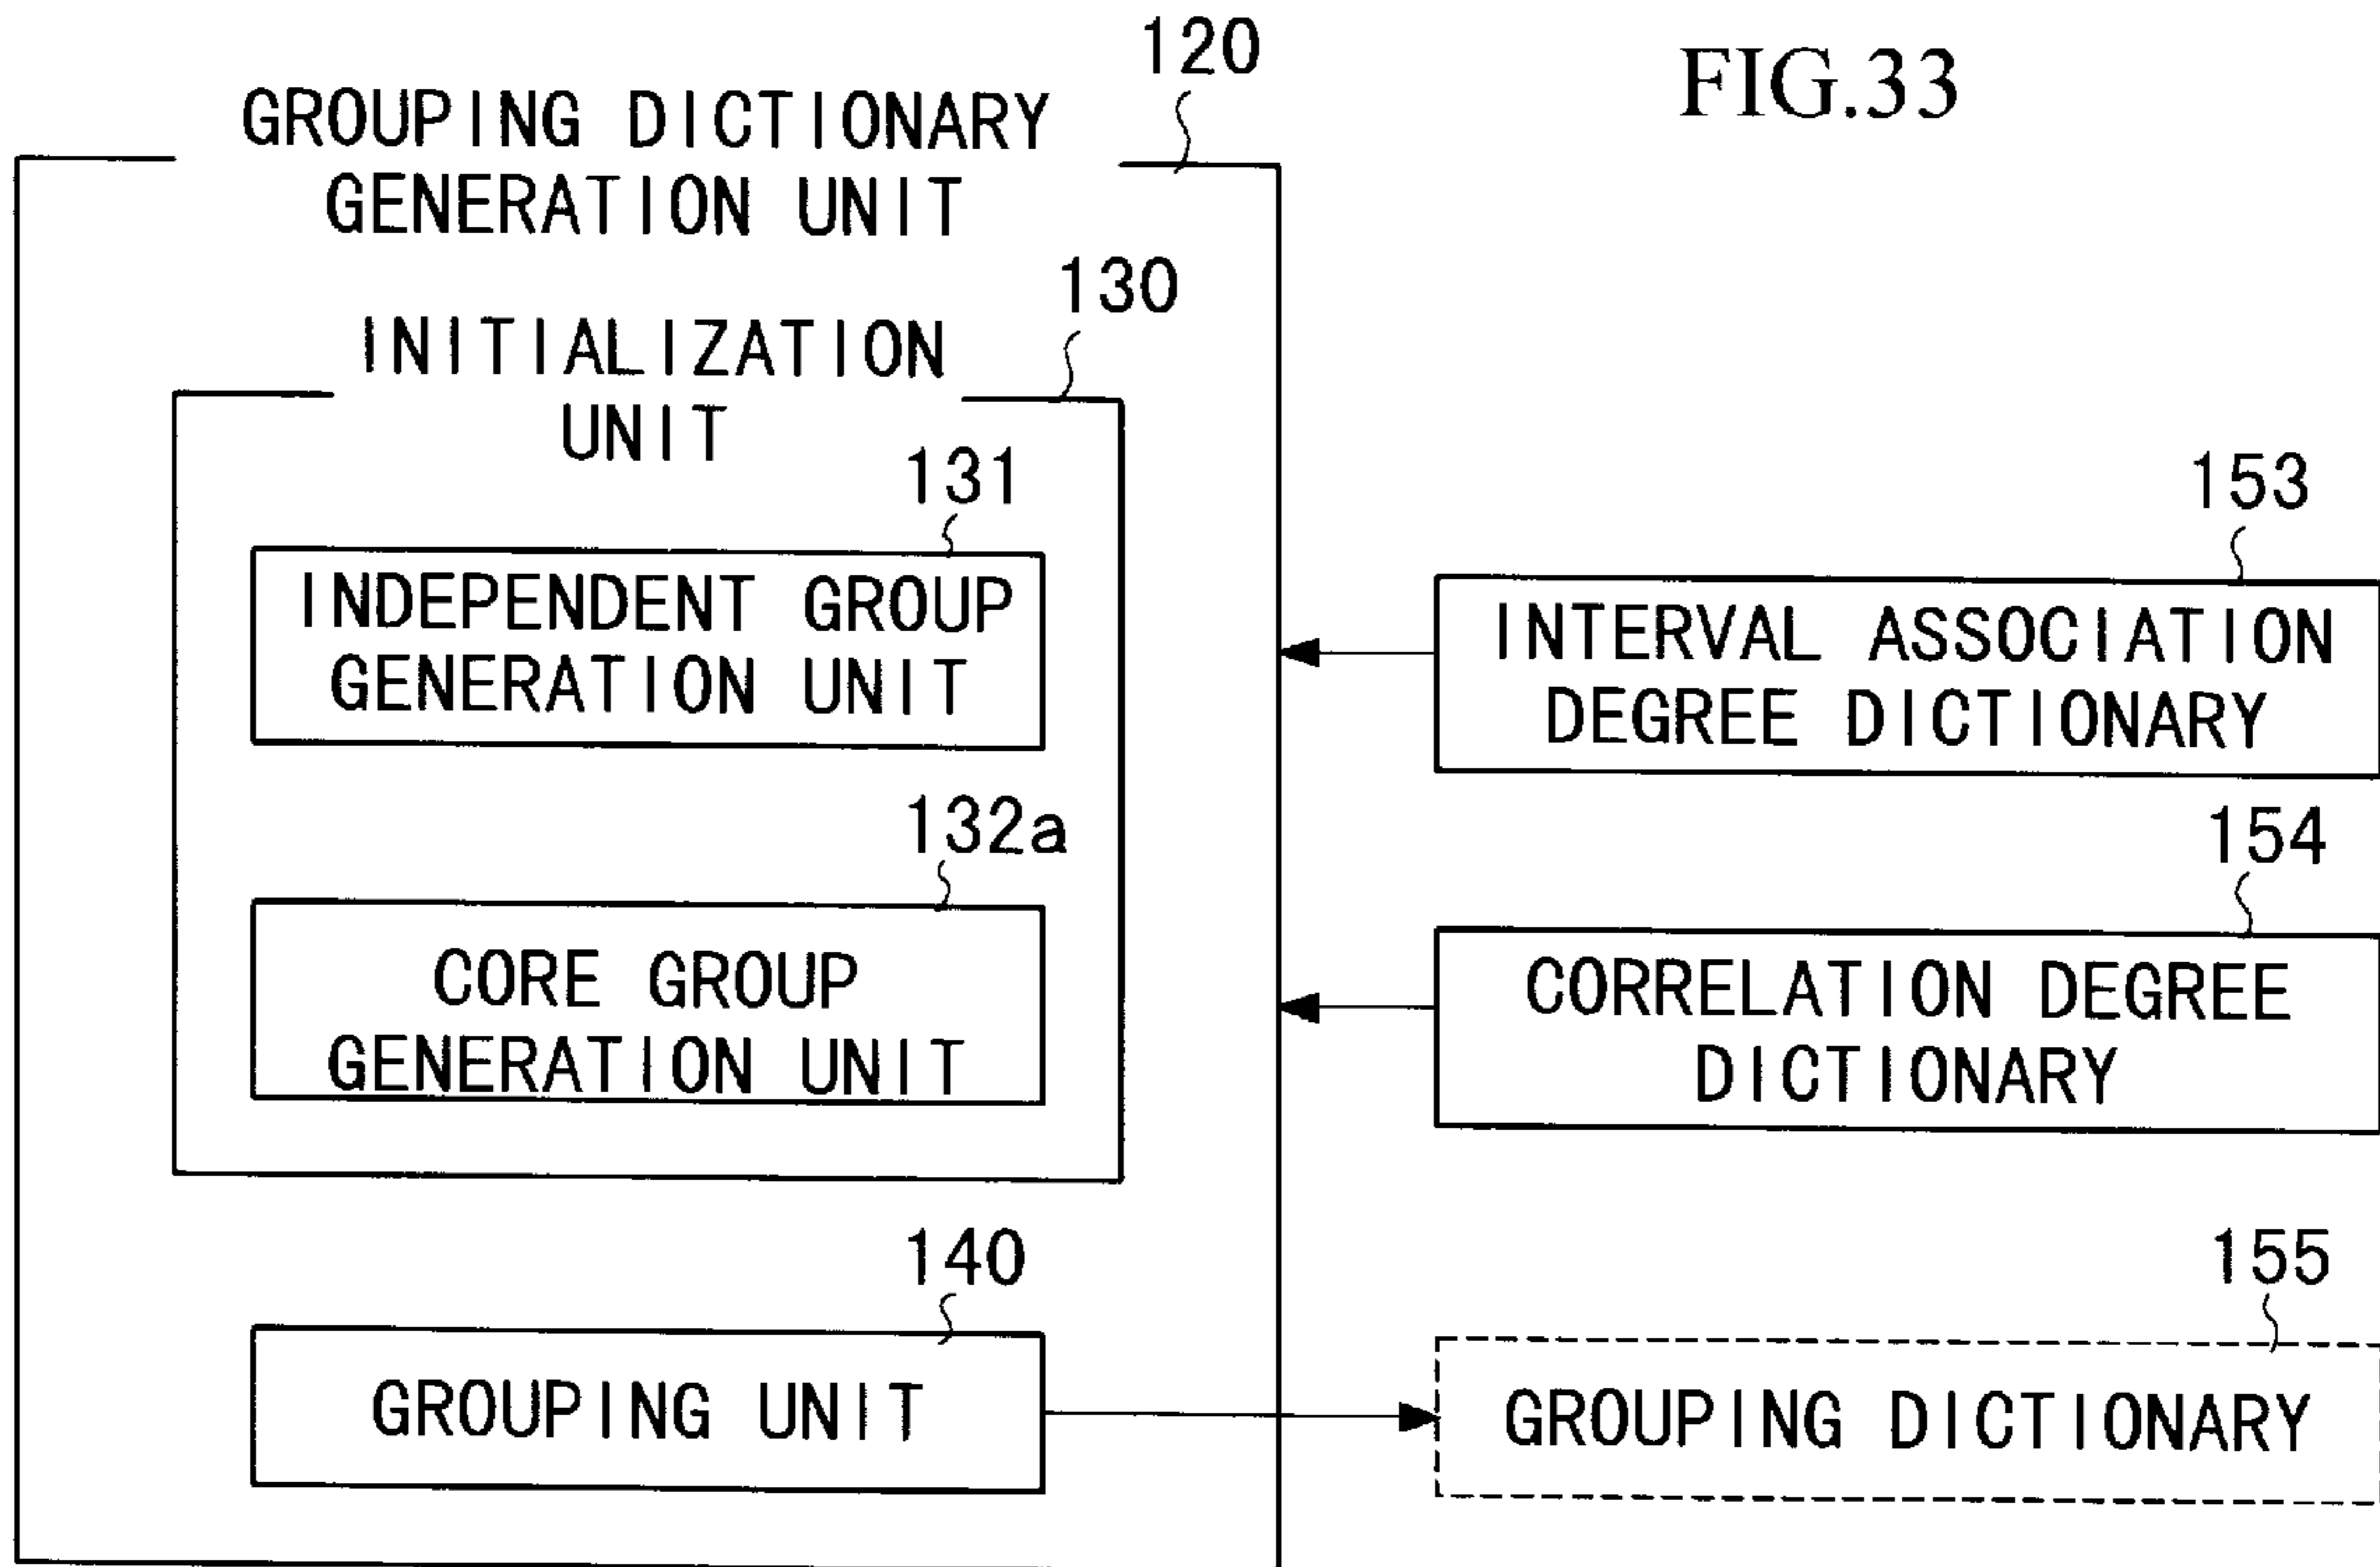 120
FIG.33
GROUPING DICTIONARY
GENERATION UNIT
130
INITIALIZATION
UNIT
131
INDEPENDENT GROUP
GENERATION UNIT
153
INTERVAL ASSOCIATION
DEGREE DICTIONARY
132a
CORE GROUP
GENERATION UNIT
154
CORRELATION DEGREE
DICTIONARY
140
GROUPING UNIT
155
GROUPING DICTIONARY